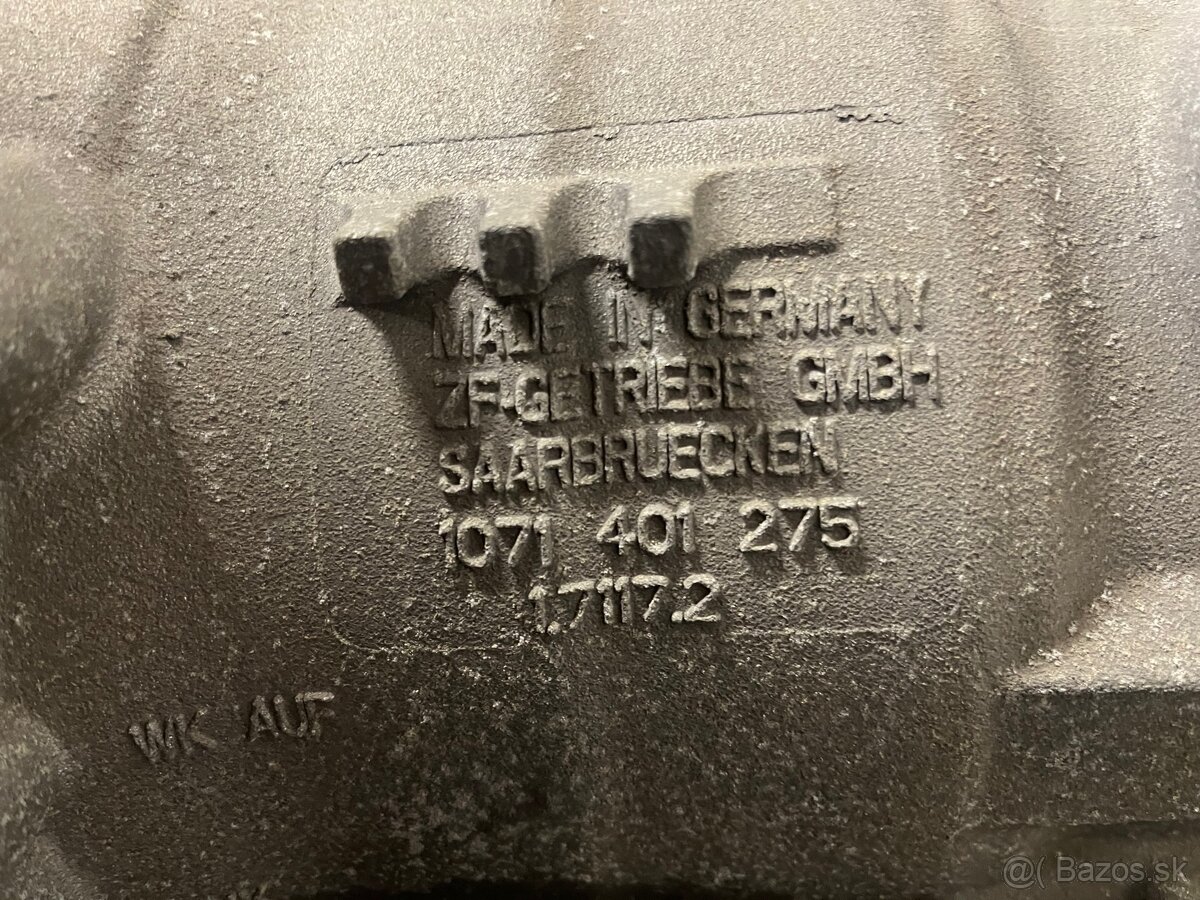 MADE IN GERMANY
ZF-GETRIEBE GMBH
SAARBRUECKEN
1071 401 275
1.7117.2
WK AUF
@( Bazos.sk